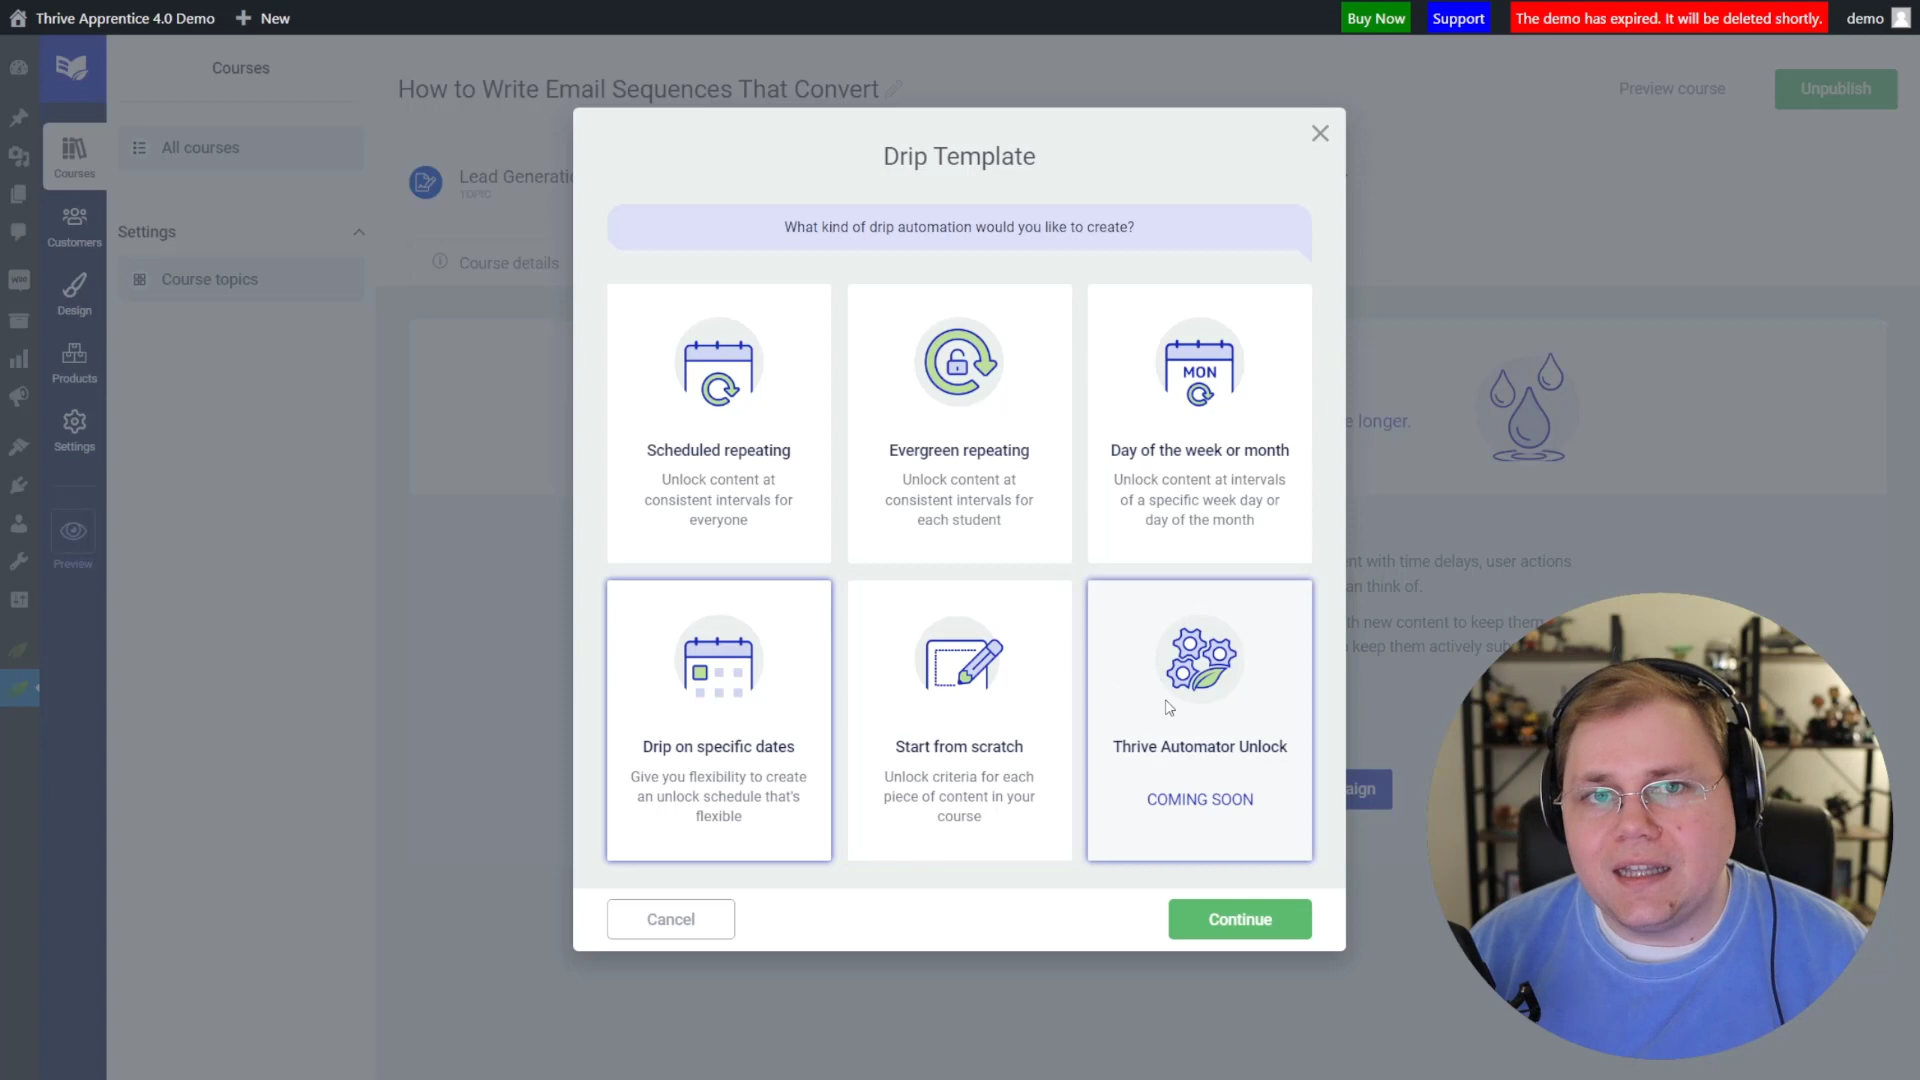 Thrive Apprentice 4.0 Demo
New
Buy Now
Support
The demo has expired. It will be deleted shortly.
demo
Courses
How to Write Email Sequences That Convert
Preview course
Unpublish
Courses
Customers
Design
Products
Settings
Preview
WOO
All courses
Settings
Course topics
Lead Generatio
TOPIC
Course details
Drip Template
What kind of drip automation would you like to create?
Scheduled repeating
Unlock content at
consistent intervals for
everyone
Evergreen repeating
Unlock content at
consistent intervals for
each student
MON
Day of the week or month
Unlock content at intervals
of a specific week day or
day of the month
Drip on specific dates
Give you flexibility to create
an unlock schedule that's
flexible
Start from scratch
Unlock criteria for each
piece of content in your
course
Thrive Automator Unlock
COMING SOON
Cancel
Continue
e longer.
nt with time delays, user actions
an think of.
th new content to keep them
keep them actively sub
aign